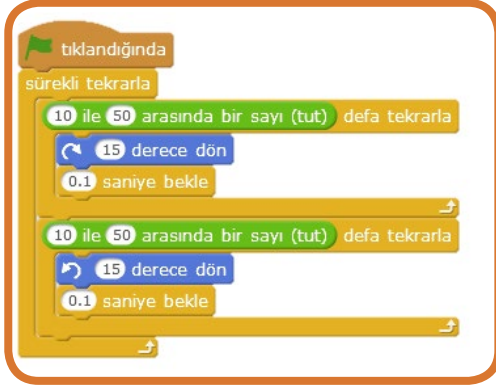 tıklandığında
sürekli tekrarla
10 ile 50 arasında bir sayı (tut) defa tekrarla
15 derece dön
0.1 saniye bekle
10 ile 50 arasında bir sayı (tut) defa tekrarla
15 derece dön
0.1 saniye bekle